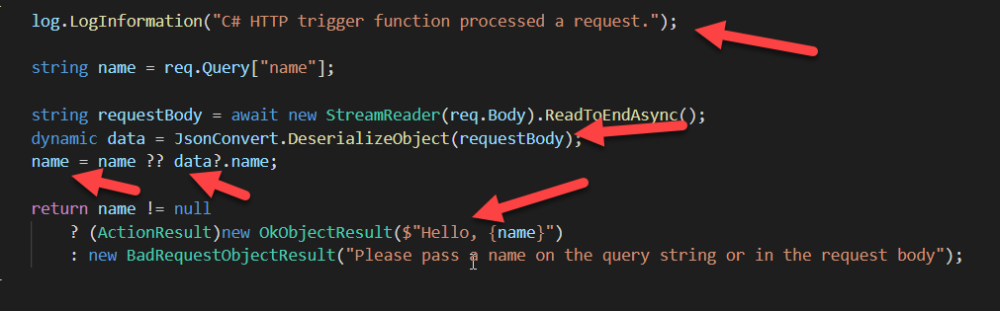 log.LogInformation("C# HTTP trigger function processed a request.");
string name = req.Query["name"];
string requestBody = await new StreamReader(req.Body).ReadToEndAsync();
dynamic data = JsonConvert.DeserializeObject(requestBody);
name = name ?? data?.name;
return name != null
? (ActionResult)new OkObjectResult($"Hello, {name}")
: new BadRequestObjectResult("Please pass a name on the query string or in the request body");